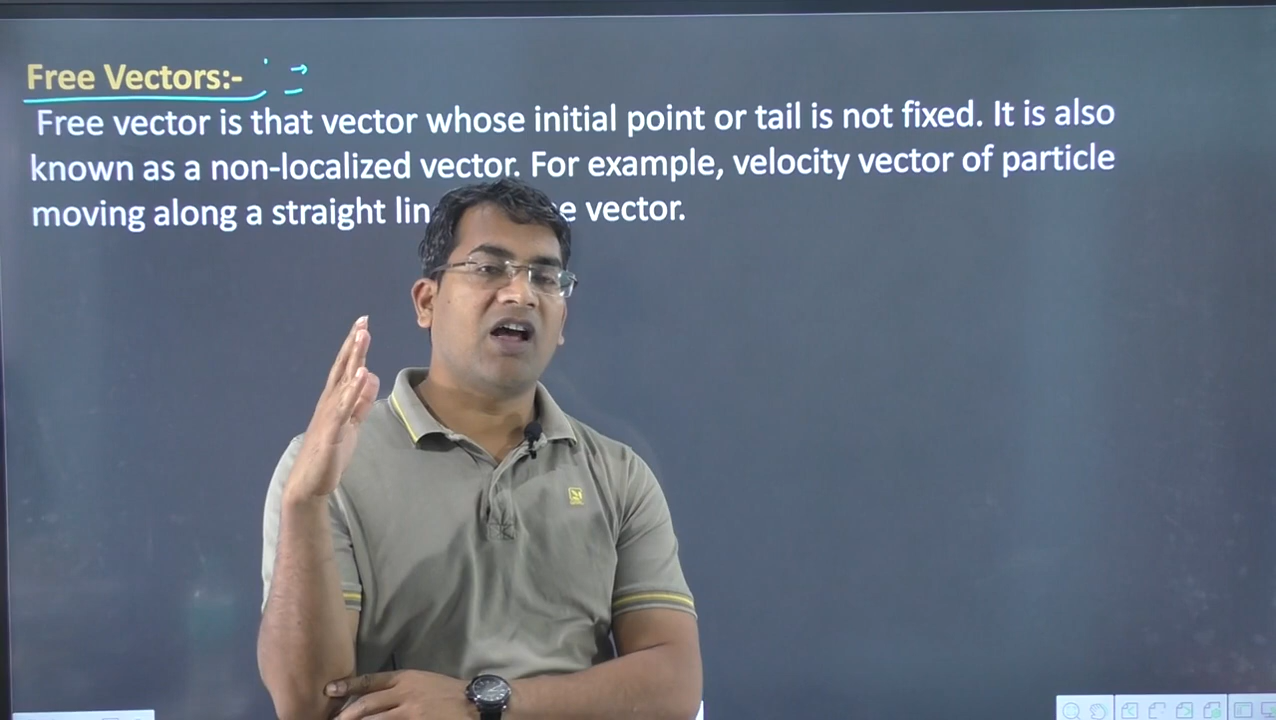 Free Vectors:-
Free vector is that vector whose initial point or tail is not fixed. It is also
known as a non-localized vector. For example, velocity vector of particle
moving along a straight vector.